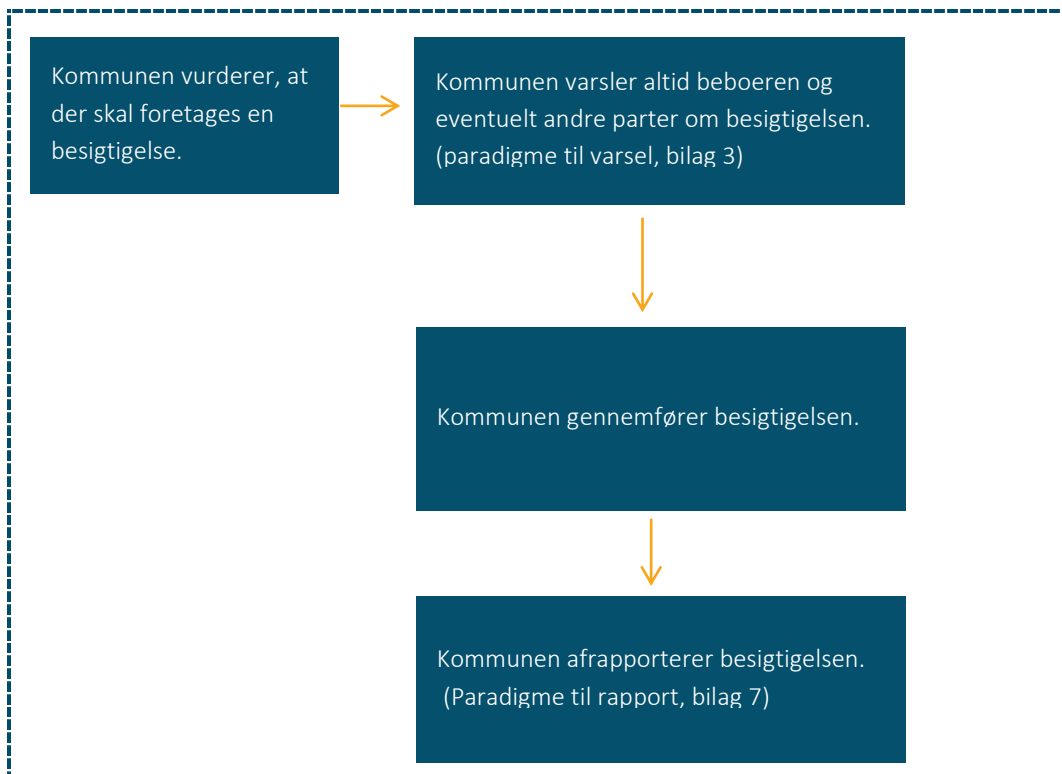 Kommunen vurderer, at
der skal foretages en
besigtigelse.
Kommunen varsler altid beboeren og
eventuelt andre parter om besigtigelsen.
(paradigme til varsel, bilag 3)
Kommunen gennemfører besigtigelsen.
Kommunen afrapporterer besigtigelsen.
(Paradigme til rapport, bilag 7)